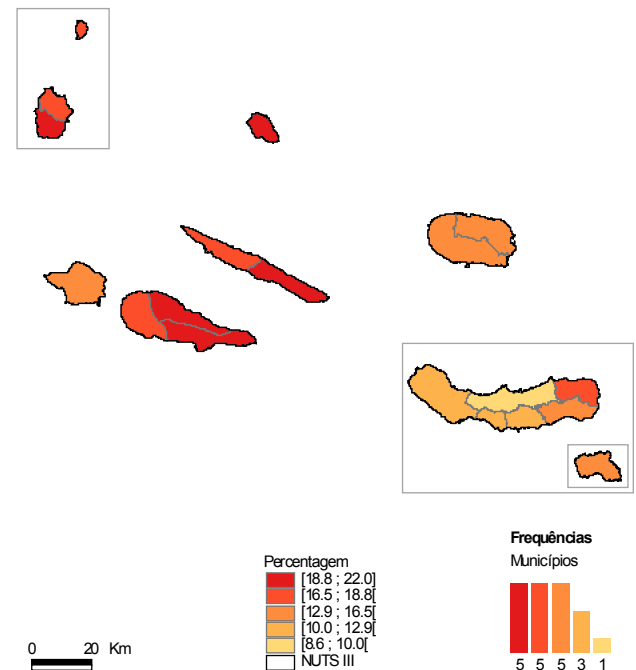 Frequências
Municípios
5 5 5 3 1
Percentagem
[18.8 ; 22.0]
[16.5 ; 18.8[
[12.9 ; 16.5[
[10.0 ; 12.9[
[8.6 ; 10.0[
NUTS III
0 20 Km